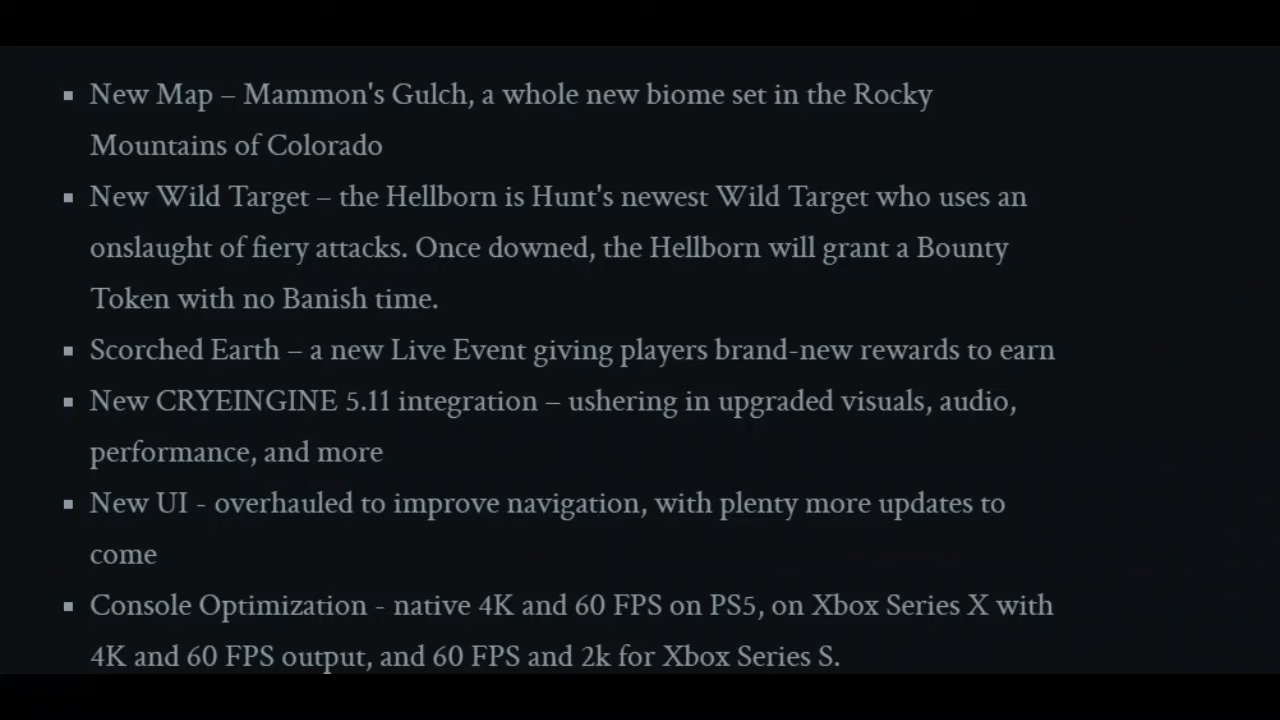 ▪ New Map – Mammon's Gulch, a whole new biome set in the Rocky
Mountains of Colorado
▪ New Wild Target – the Hellborn is Hunt's newest Wild Target who uses an
onslaught of fiery attacks. Once downed, the Hellborn will grant a Bounty
Token with no Banish time.
▪ Scorched Earth – a new Live Event giving players brand-new rewards to earn
▪ New CRYEINGINE 5.11 integration – ushering in upgraded visuals, audio,
performance, and more
▪ New UI - overhauled to improve navigation, with plenty more updates to
come
▪ Console Optimization - native 4K and 60 FPS on PS5, on Xbox Series X with
4K and 60 FPS output, and 60 FPS and 2k for Xbox Series S.